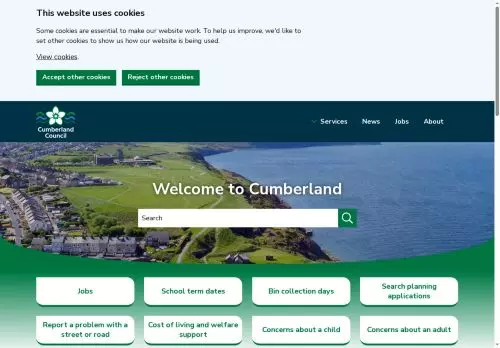 This website uses cookies
Some cookies are essential to make our website work. To help us improve, we'd like to
set other cookies to show us how our website is being used.
View cookies.
Accept other cookies
Reject other cookies
Cumberland
Council
Services
News
Jobs
About
Welcome to Cumberland
Search
Jobs
School term dates
Bin collection days
Search planning
applications
Report a problem with a
street or road
Cost of living and welfare
support
Concerns about a child
Concerns about an adult